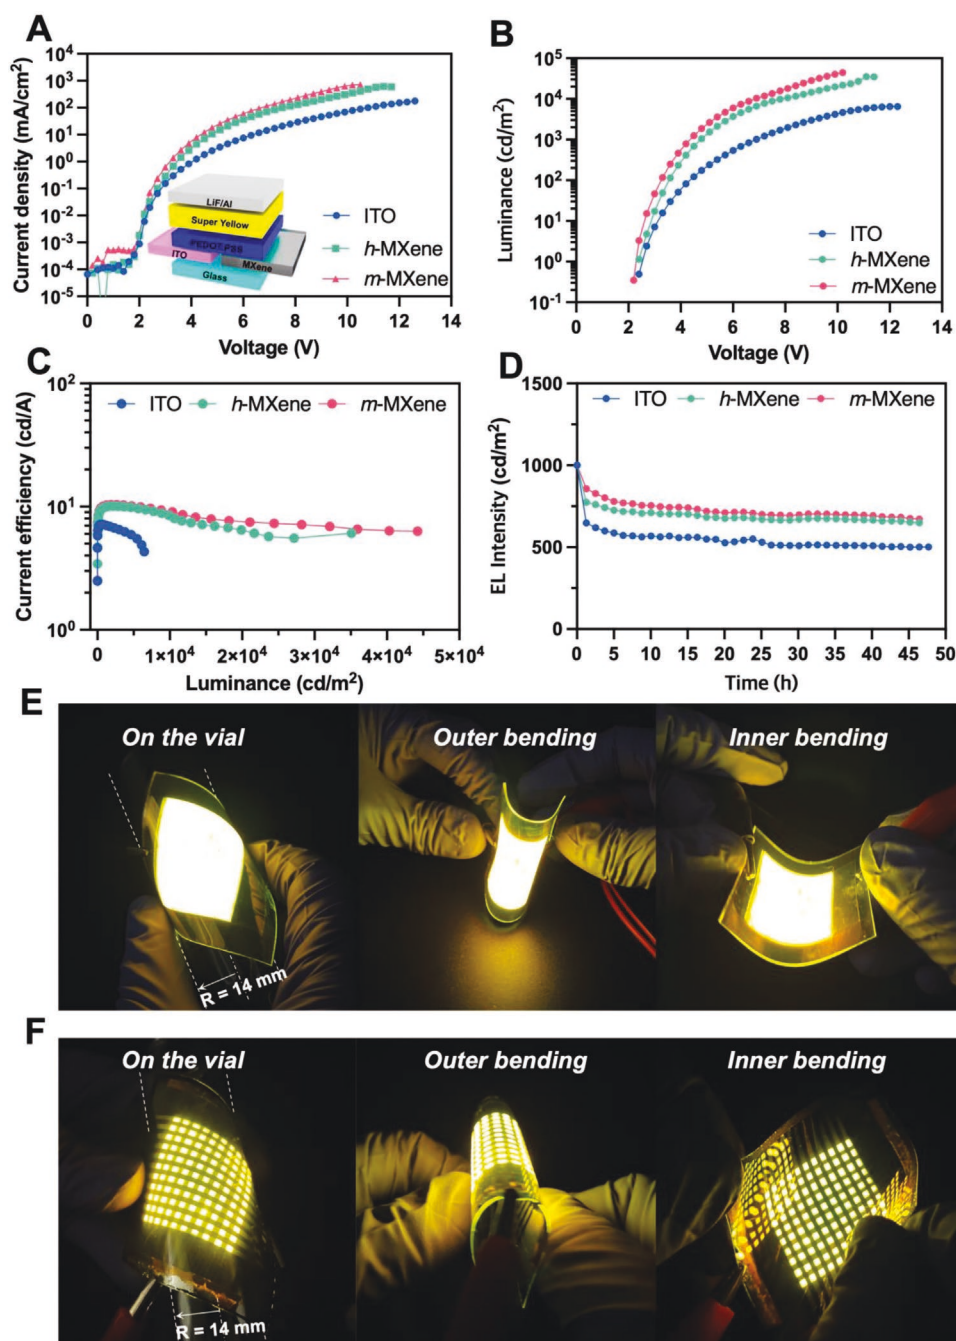 A
Current density (mA/cm²)
10⁴
10³
10²
10¹
10⁰
10⁻¹
10⁻²
10⁻³
10⁻⁴
10⁻⁵
0 2 4 6 8 10 12 14
Voltage (V)
LiF/Al
Super Yellow
PEDOT:PSS
ITO
MXene
Glass
ITO
h-MXene
m-MXene
B
Luminance (cd/m²)
10⁵
10⁴
10³
10²
10¹
10⁰
10⁻¹
0 2 4 6 8 10 12 14
Voltage (V)
ITO
h-MXene
m-MXene
C
Current efficiency (cd/A)
10²
10¹
10⁰
ITO h-MXene m-MXene
0 1×10⁴ 2×10⁴ 3×10⁴ 4×10⁴ 5×10⁴
Luminance (cd/m²)
D
EL Intensity (cd/m²)
1500
1000
500
0
ITO h-MXene m-MXene
0 5 10 15 20 25 30 35 40 45 50
Time (h)
E
On the vial
R = 14 mm
Outer bending
Inner bending
F
On the vial
R = 14 mm
Outer bending
Inner bending